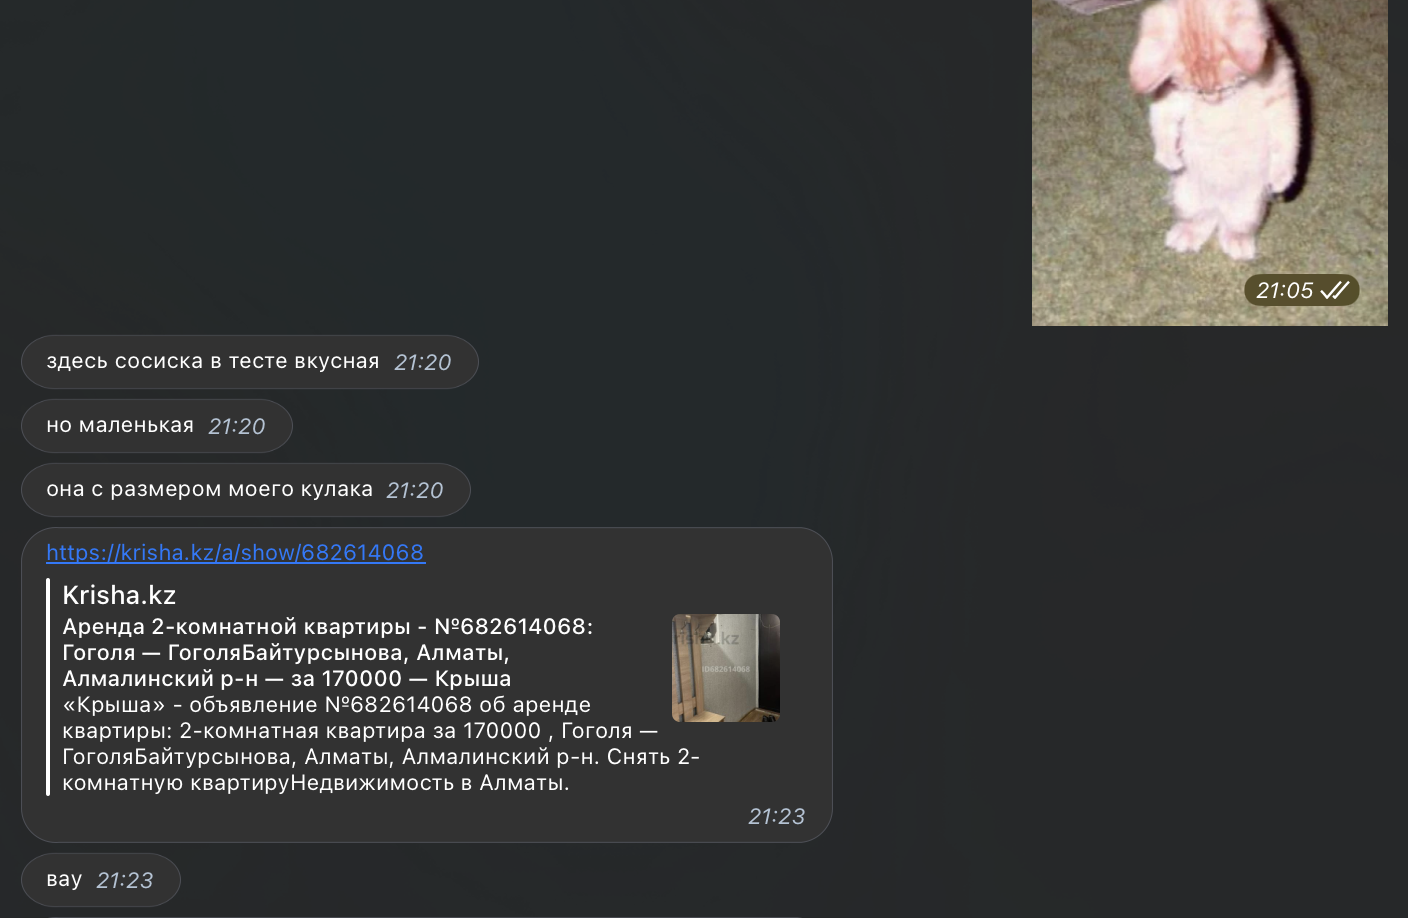 21:05
здесь сосиска в тесте вкусная 21:20
но маленькая 21:20
она с размером моего кулака 21:20
https://krisha.kz/a/show/682614068
Krisha.kz
Аренда 2-комнатной квартиры - №682614068:
Гоголя — ГоголяБайтурсынова, Алматы,
Алмалинский р-н — за 170000 — Крыша
«Крыша» - объявление №682614068 об аренде
квартиры: 2-комнатная квартира за 170000 , Гоголя —
ГоголяБайтурсынова, Алматы, Алмалинский р-н. Снять 2-
комнатную квартируНедвижимость в Алматы.
ID682614068
21:23
вау 21:23